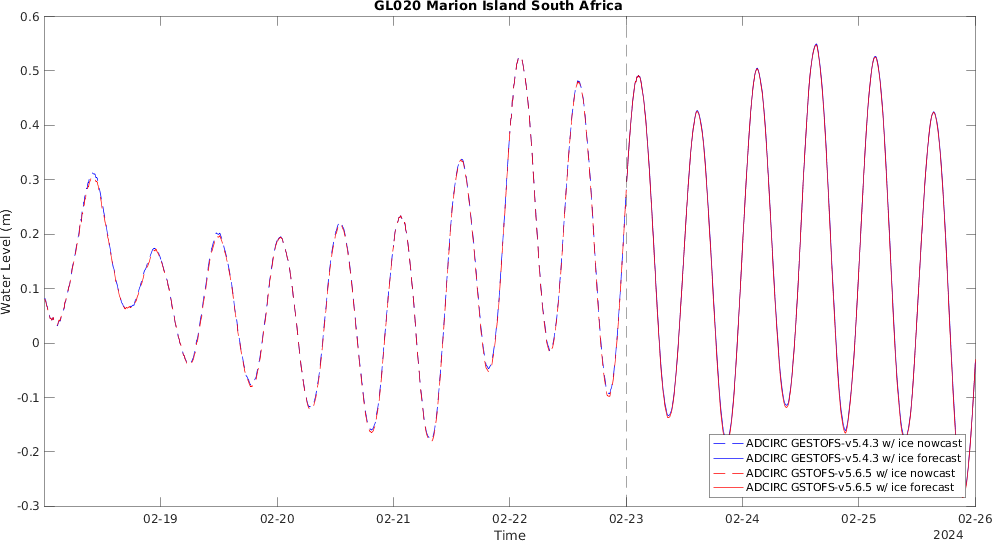 GL020 Marion Island South Africa
0.6
0.5
0.4
0.3
0.2
0.1
0
-0.1
-0.2
-0.3
Water Level (m)
ADCIRC GESTOFS-v5.4.3 w/ ice nowcast
ADCIRC GESTOFS-v5.4.3 w/ ice forecast
ADCIRC GSTOFS-v5.6.5 w/ ice nowcast
ADCIRC GSTOFS-v5.6.5 w/ ice forecast
02-19 02-20 02-21 02-22 02-23 02-24 02-25 02-26
Time
2024